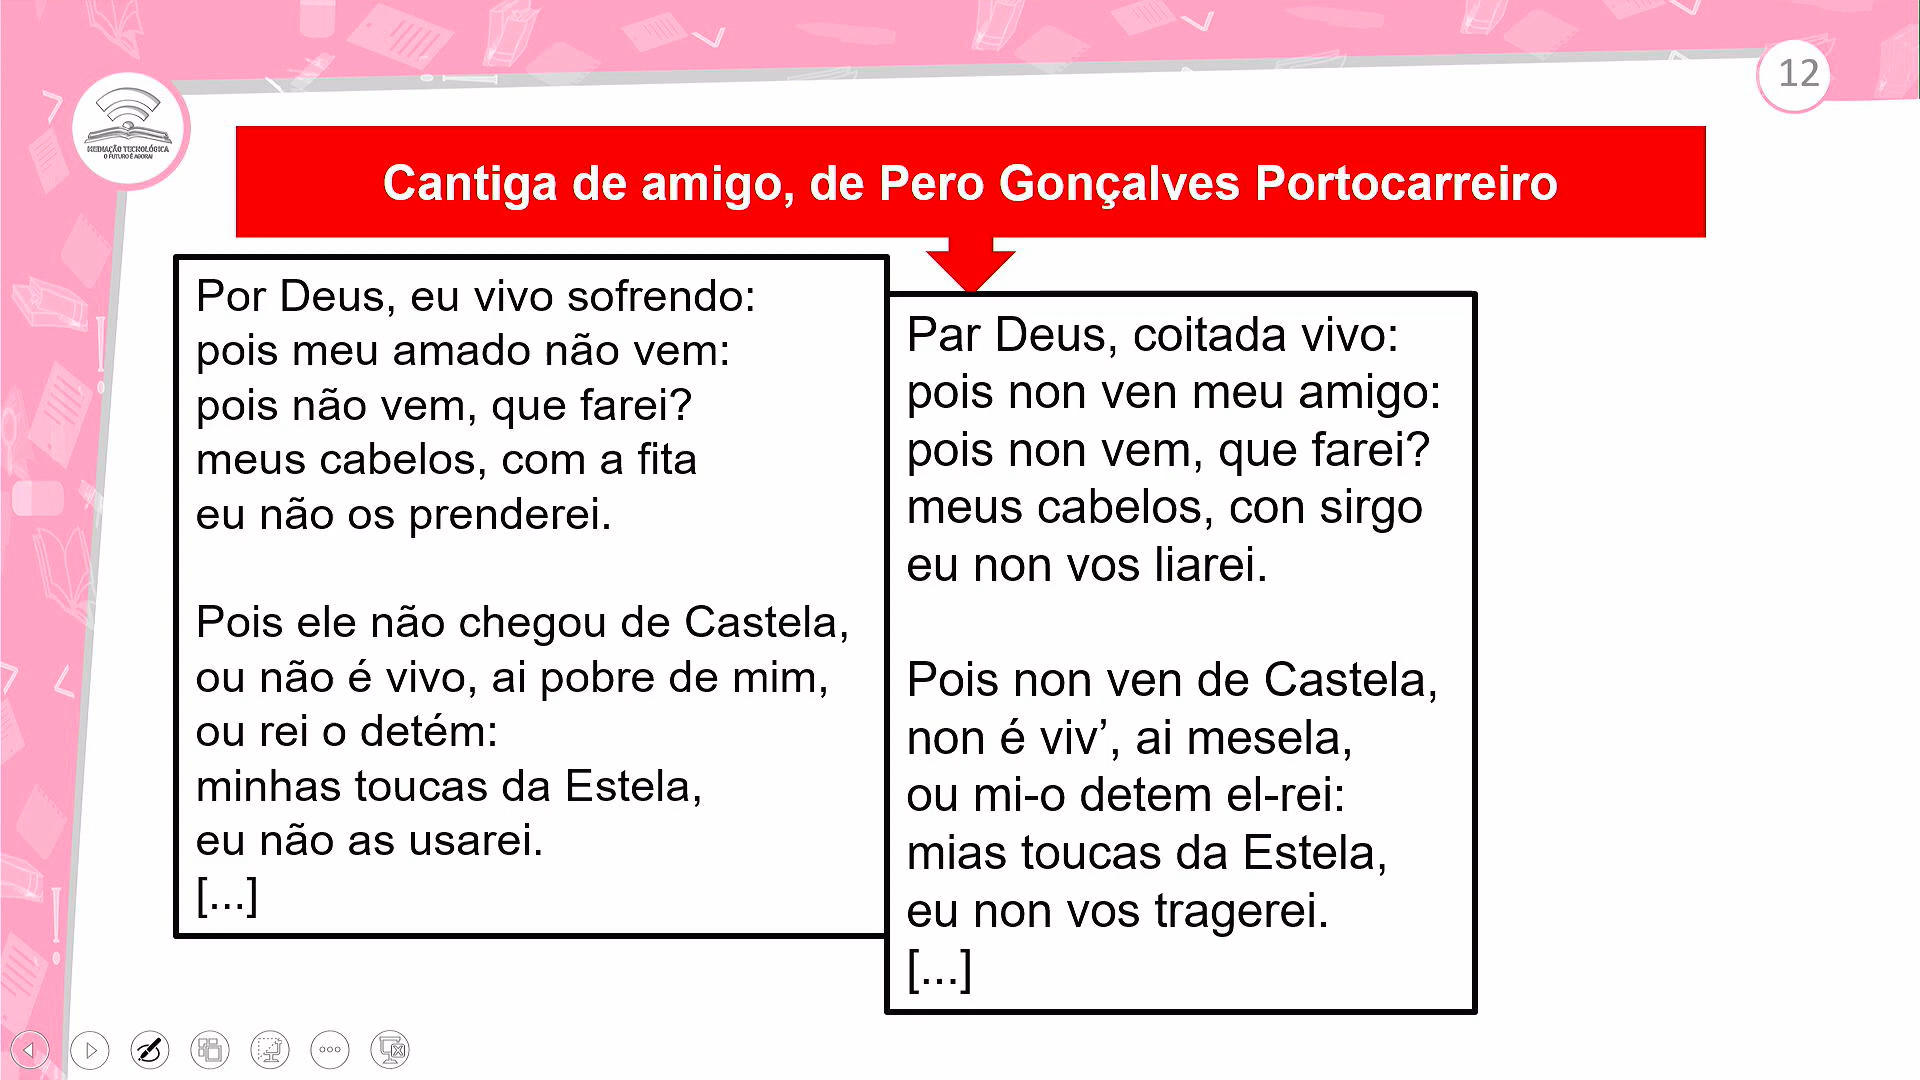 12
MEDIAÇÃO TECNOLÓGICA
O FUTURO É AGORA!
Cantiga de amigo, de Pero Gonçalves Portocarreiro
Por Deus, eu vivo sofrendo:
pois meu amado não vem:
pois não vem, que farei?
meus cabelos, com a fita
eu não os prenderei.
Pois ele não chegou de Castela,
ou não é vivo, ai pobre de mim,
ou rei o detém:
minhas toucas da Estela,
eu não as usarei.
[...]
Par Deus, coitada vivo:
pois non ven meu amigo:
pois non vem, que farei?
meus cabelos, con sirgo
eu non vos liarei.
Pois non ven de Castela,
non é viv’, ai mesela,
ou mi-o detem el-rei:
mias toucas da Estela,
eu non vos tragerei.
[...]